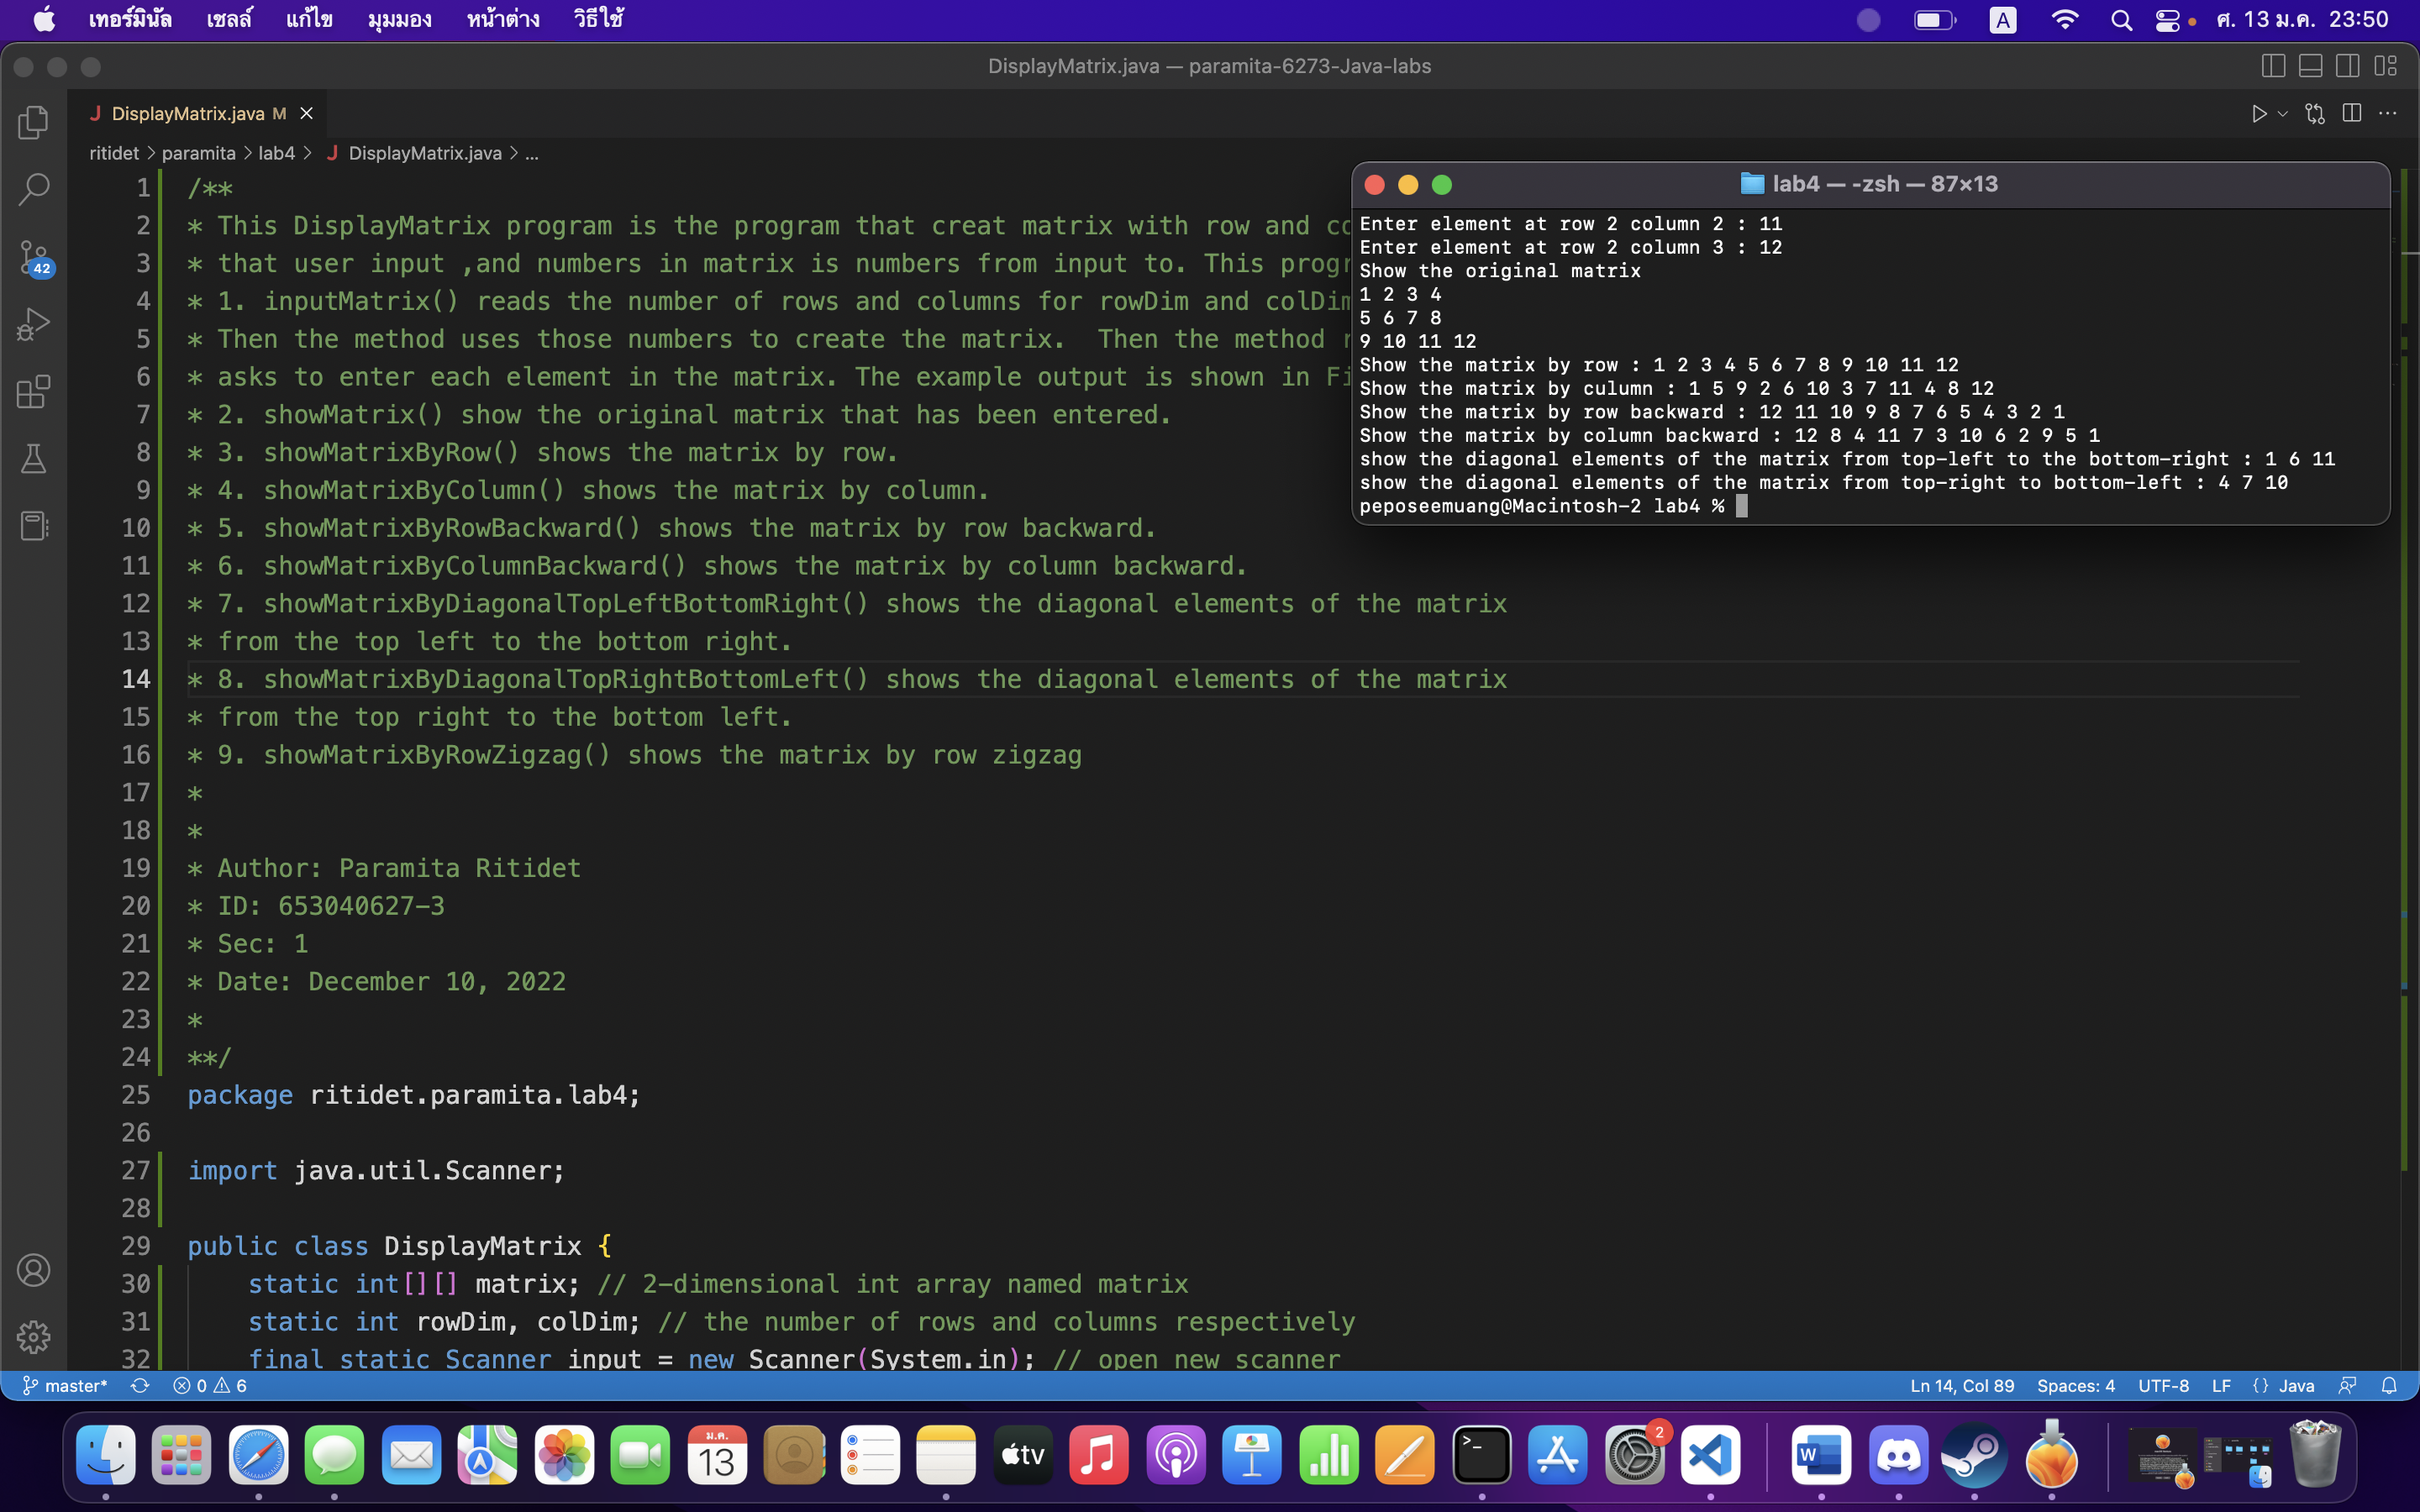 เทอร์มินัล เชลล์ แก้ไข มุมมอง หน้าต่าง วิธีใช้ A ศ. 13 ม.ค. 23:50
DisplayMatrix.java — paramita-6273-Java-labs
J DisplayMatrix.java M
ritidet > paramita > lab4 > J DisplayMatrix.java > ...
42
1 /**
2 * This DisplayMatrix program is the program that creat matrix with row and co
3 * that user input ,and numbers in matrix is numbers from input to. This progr
4 * 1. inputMatrix() reads the number of rows and columns for rowDim and colDim
5 * Then the method uses those numbers to create the matrix.  Then the method
6 * asks to enter each element in the matrix. The example output is shown in Fi
7 * 2. showMatrix() show the original matrix that has been entered.
8 * 3. showMatrixByRow() shows the matrix by row.
9 * 4. showMatrixByColumn() shows the matrix by column.
10 * 5. showMatrixByRowBackward() shows the matrix by row backward.
11 * 6. showMatrixByColumnBackward() shows the matrix by column backward.
12 * 7. showMatrixByDiagonalTopLeftBottomRight() shows the diagonal elements of the matrix
13 * from the top left to the bottom right.
14 * 8. showMatrixByDiagonalTopRightBottomLeft() shows the diagonal elements of the matrix
15 * from the top right to the bottom left.
16 * 9. showMatrixByRowZigzag() shows the matrix by row zigzag
17 *
18 *
19 * Author: Paramita Ritidet
20 * ID: 653040627-3
21 * Sec: 1
22 * Date: December 10, 2022
23 *
24 **/
25 package ritidet.paramita.lab4;
26
27 import java.util.Scanner;
28
29 public class DisplayMatrix {
30 static int[][] matrix; // 2-dimensional int array named matrix
31 static int rowDim, colDim; // the number of rows and columns respectively
32 final static Scanner input = new Scanner(System.in); // open new scanner
lab4 — -zsh — 87×13
Enter element at row 2 column 2 : 11
Enter element at row 2 column 3 : 12
Show the original matrix
1 2 3 4
5 6 7 8
9 10 11 12
Show the matrix by row : 1 2 3 4 5 6 7 8 9 10 11 12
Show the matrix by culumn : 1 5 9 2 6 10 3 7 11 4 8 12
Show the matrix by row backward : 12 11 10 9 8 7 6 5 4 3 2 1
Show the matrix by column backward : 12 8 4 11 7 3 10 6 2 9 5 1
show the diagonal elements of the matrix from top-left to the bottom-right : 1 6 11
show the diagonal elements of the matrix from top-right to bottom-left : 4 7 10
peposeemuang@Macintosh-2 lab4 %
master* 0 6 Ln 14, Col 89 Spaces: 4 UTF-8 LF {} Java
ม.ค.
13
tv
>_
2
W